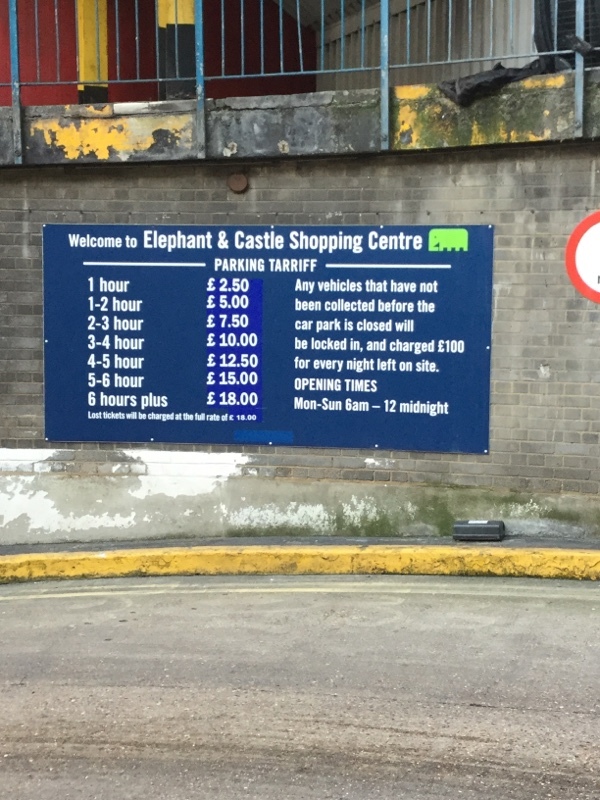 Welcome to Elephant & Castle Shopping Centre
PARKING TARRIFF
1 hour £ 2.50
1-2 hour £ 5.00
2-3 hour £ 7.50
3-4 hour £ 10.00
4-5 hour £ 12.50
5-6 hour £ 15.00
6 hours plus £ 18.00
Lost tickets will be charged at the full rate of £ 18.00
Any vehicles that have not
been collected before the
car park is closed will
be locked in, and charged £100
for every night left on site.
OPENING TIMES
Mon-Sun 6am – 12 midnight